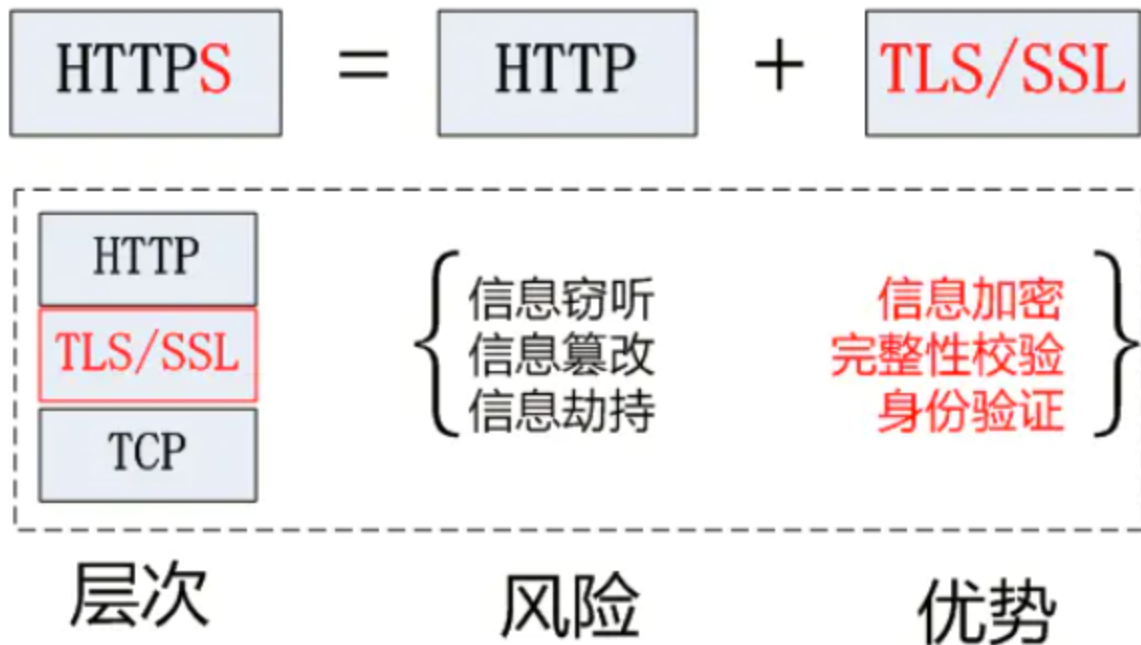 HTTPS = HTTP + TLS/SSL
HTTP
TLS/SSL
TCP
信息窃听
信息篡改
信息劫持
信息加密
完整性校验
身份验证
层次
风险
优势